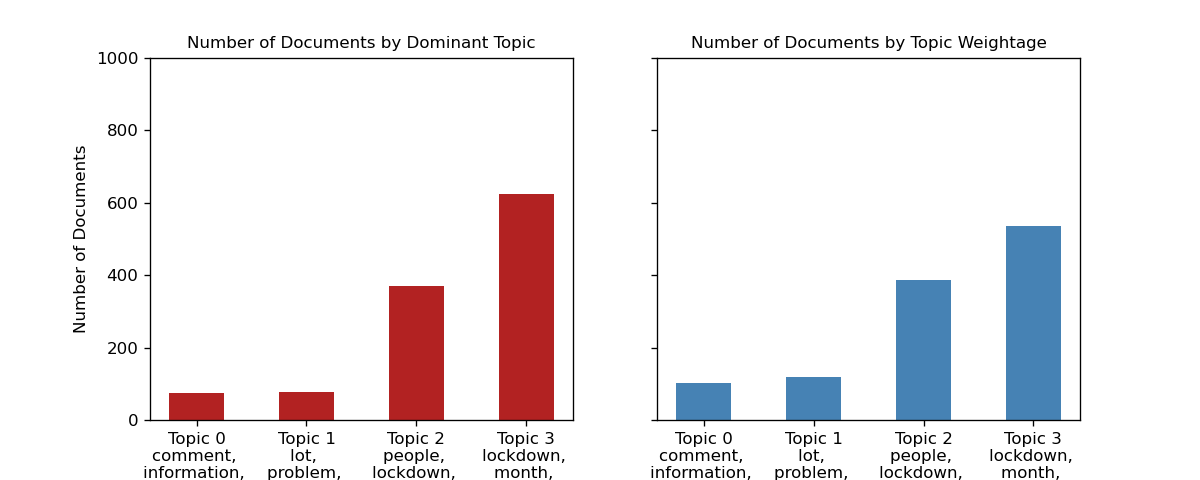 Number of Documents by Dominant Topic
Number of Documents
1000
800
600
400
200
0
Topic 0
comment,
information,
Topic 1
lot,
problem,
Topic 2
people,
lockdown,
Topic 3
lockdown,
month,
Number of Documents by Topic Weightage
Topic 0
comment,
information,
Topic 1
lot,
problem,
Topic 2
people,
lockdown,
Topic 3
lockdown,
month,